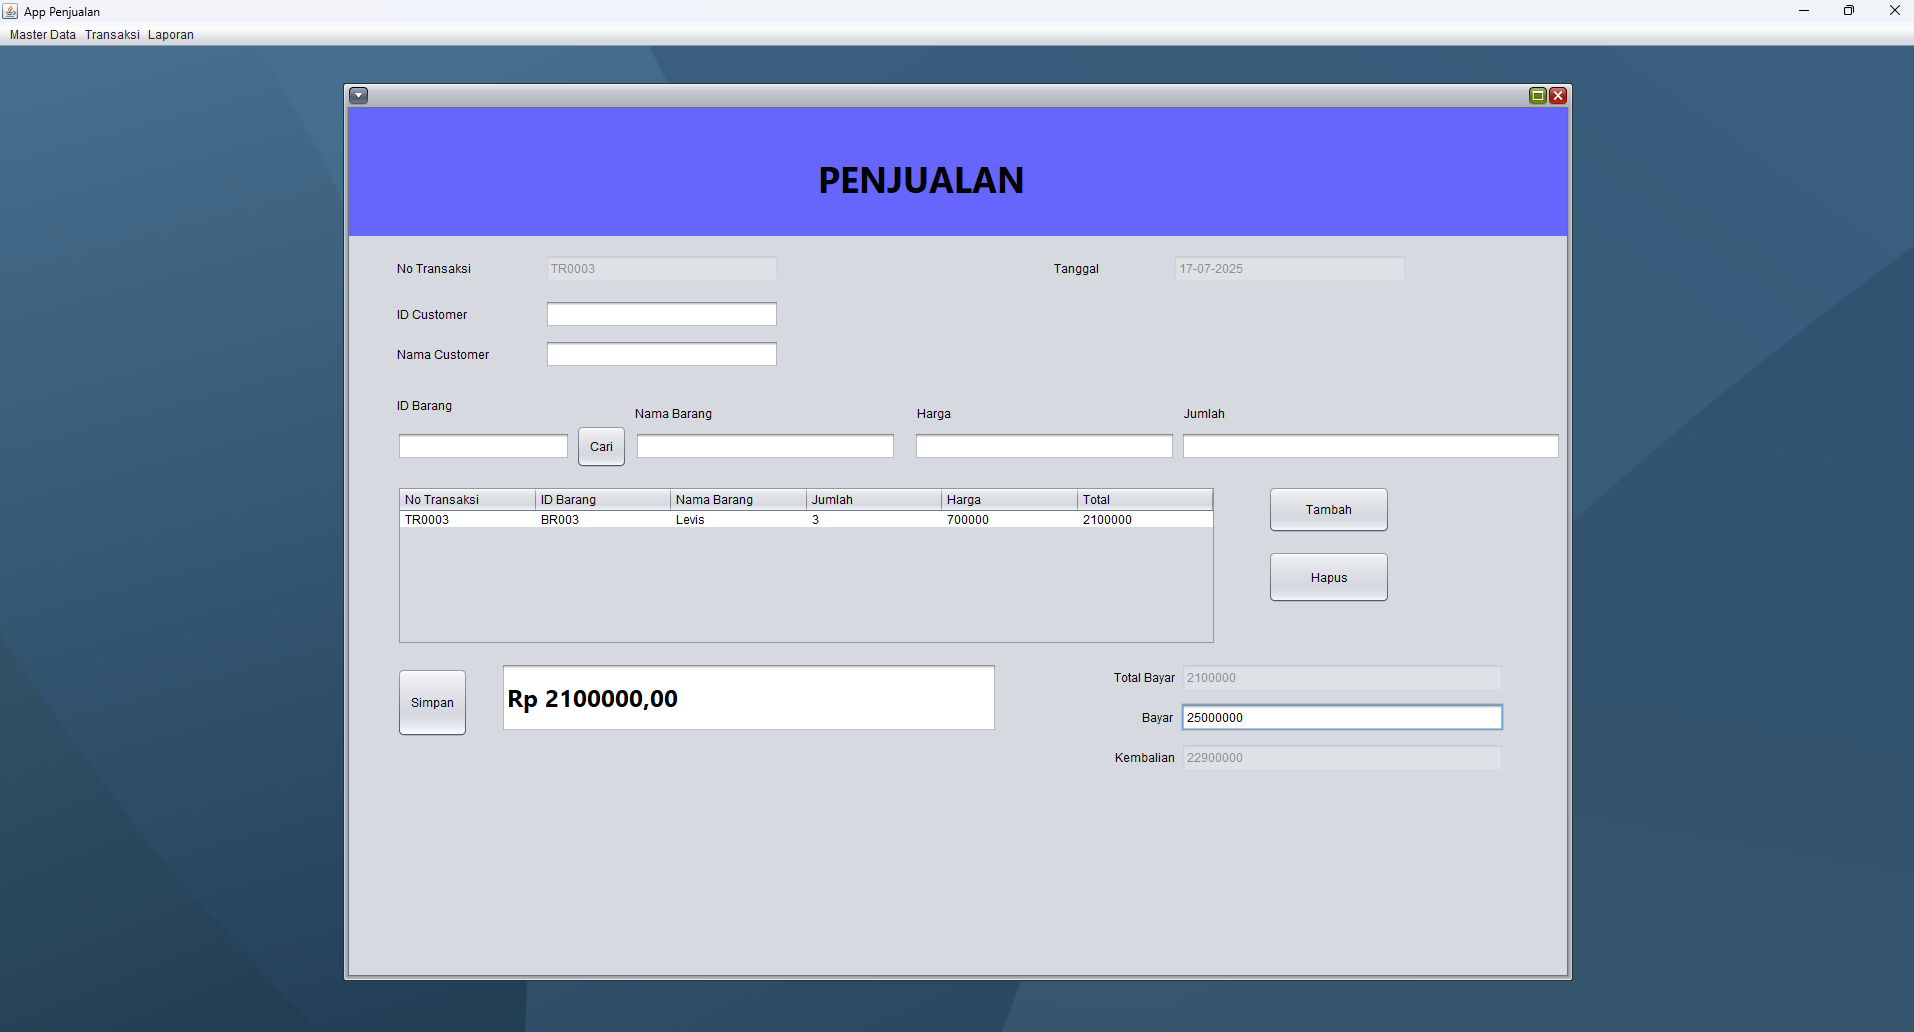 App Penjualan
Master Data Transaksi Laporan
PENJUALAN
No Transaksi TR0003 Tanggal 17-07-2025
ID Customer
Nama Customer
ID Barang Nama Barang Harga Jumlah
Cari
No Transaksi ID Barang Nama Barang Jumlah Harga Total
TR0003 BR003 Levis 3 700000 2100000
Tambah
Hapus
Simpan Rp 2100000,00
Total Bayar 2100000
Bayar 25000000
Kembalian 22900000